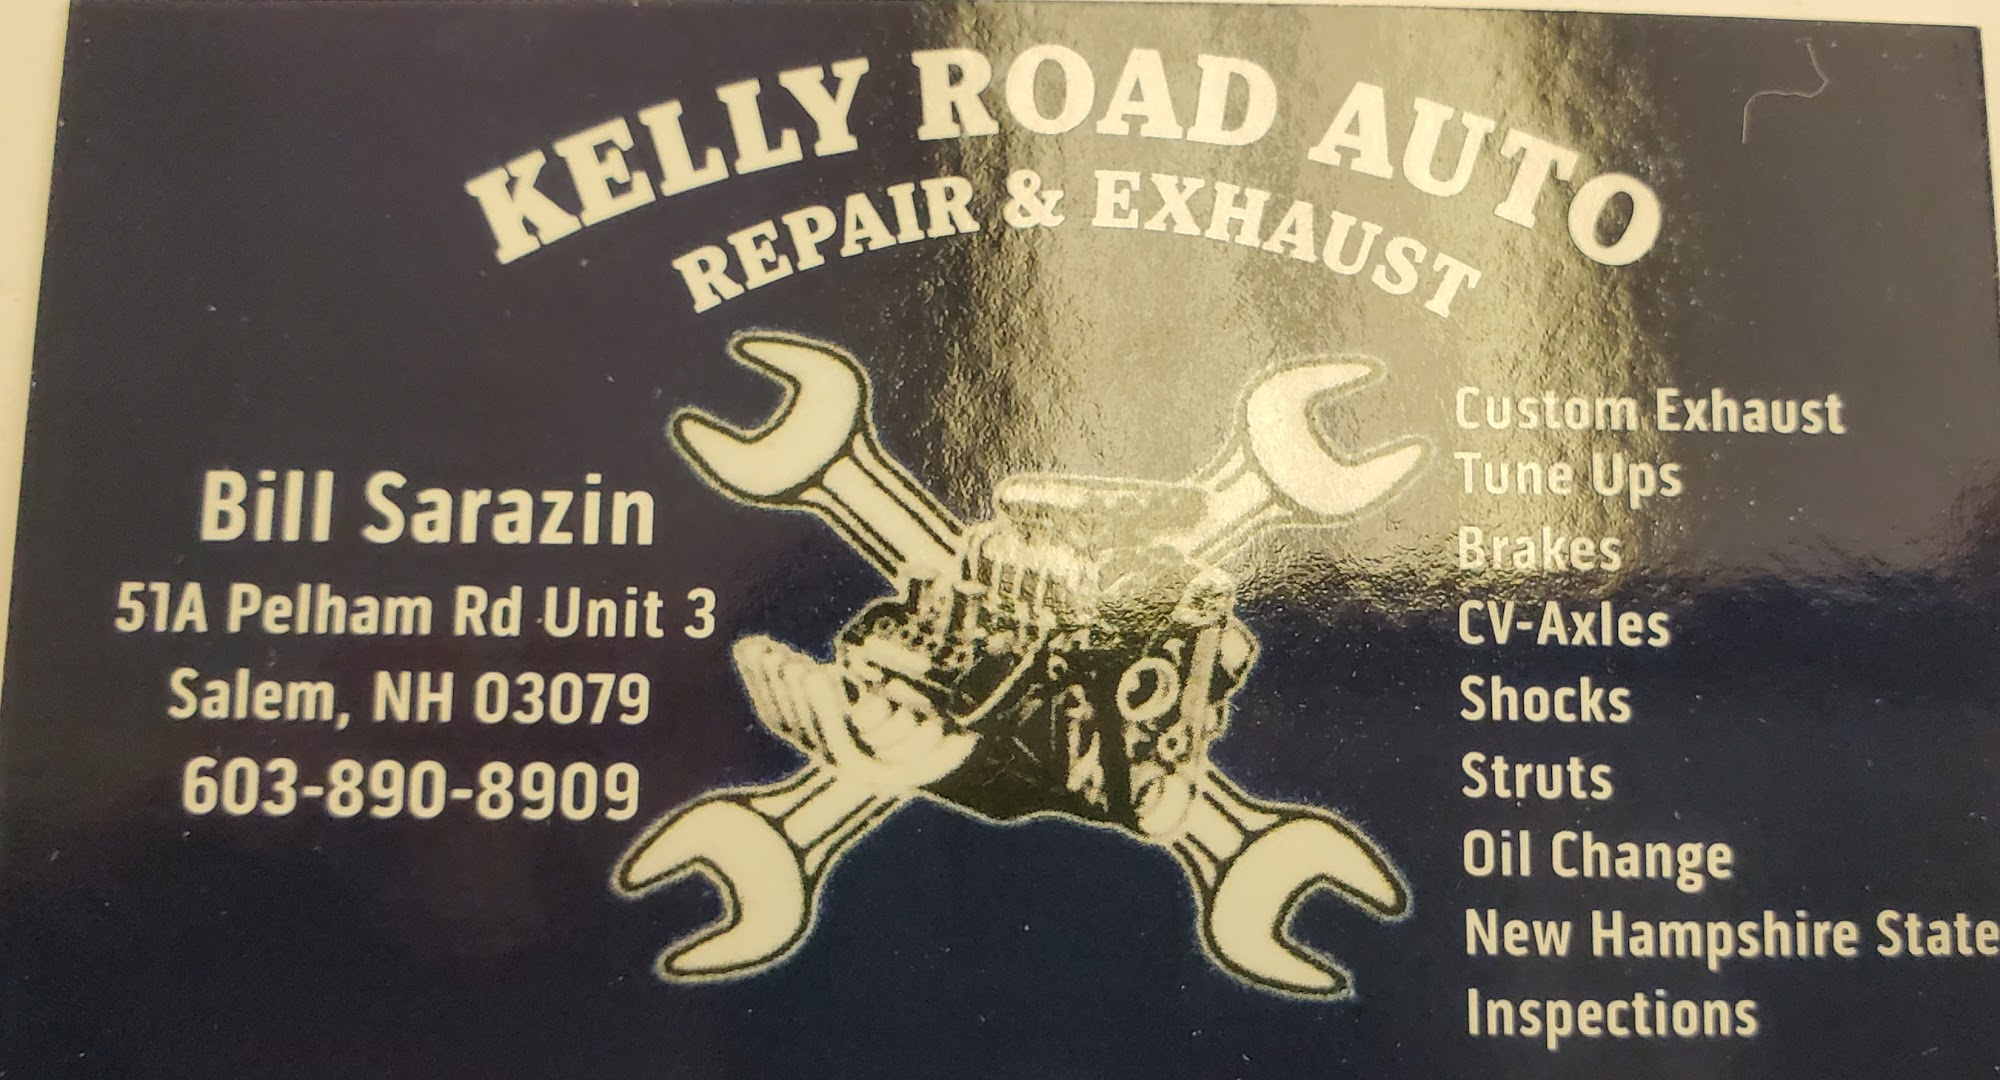 KELLY ROAD AUTO
REPAIR & EXHAUST
Bill Sarazin
51A Pelham Rd Unit 3
Salem, NH 03079
603-890-8909
Custom Exhaust
Tune Ups
Brakes
CV-Axles
Shocks
Struts
Oil Change
New Hampshire State
Inspections